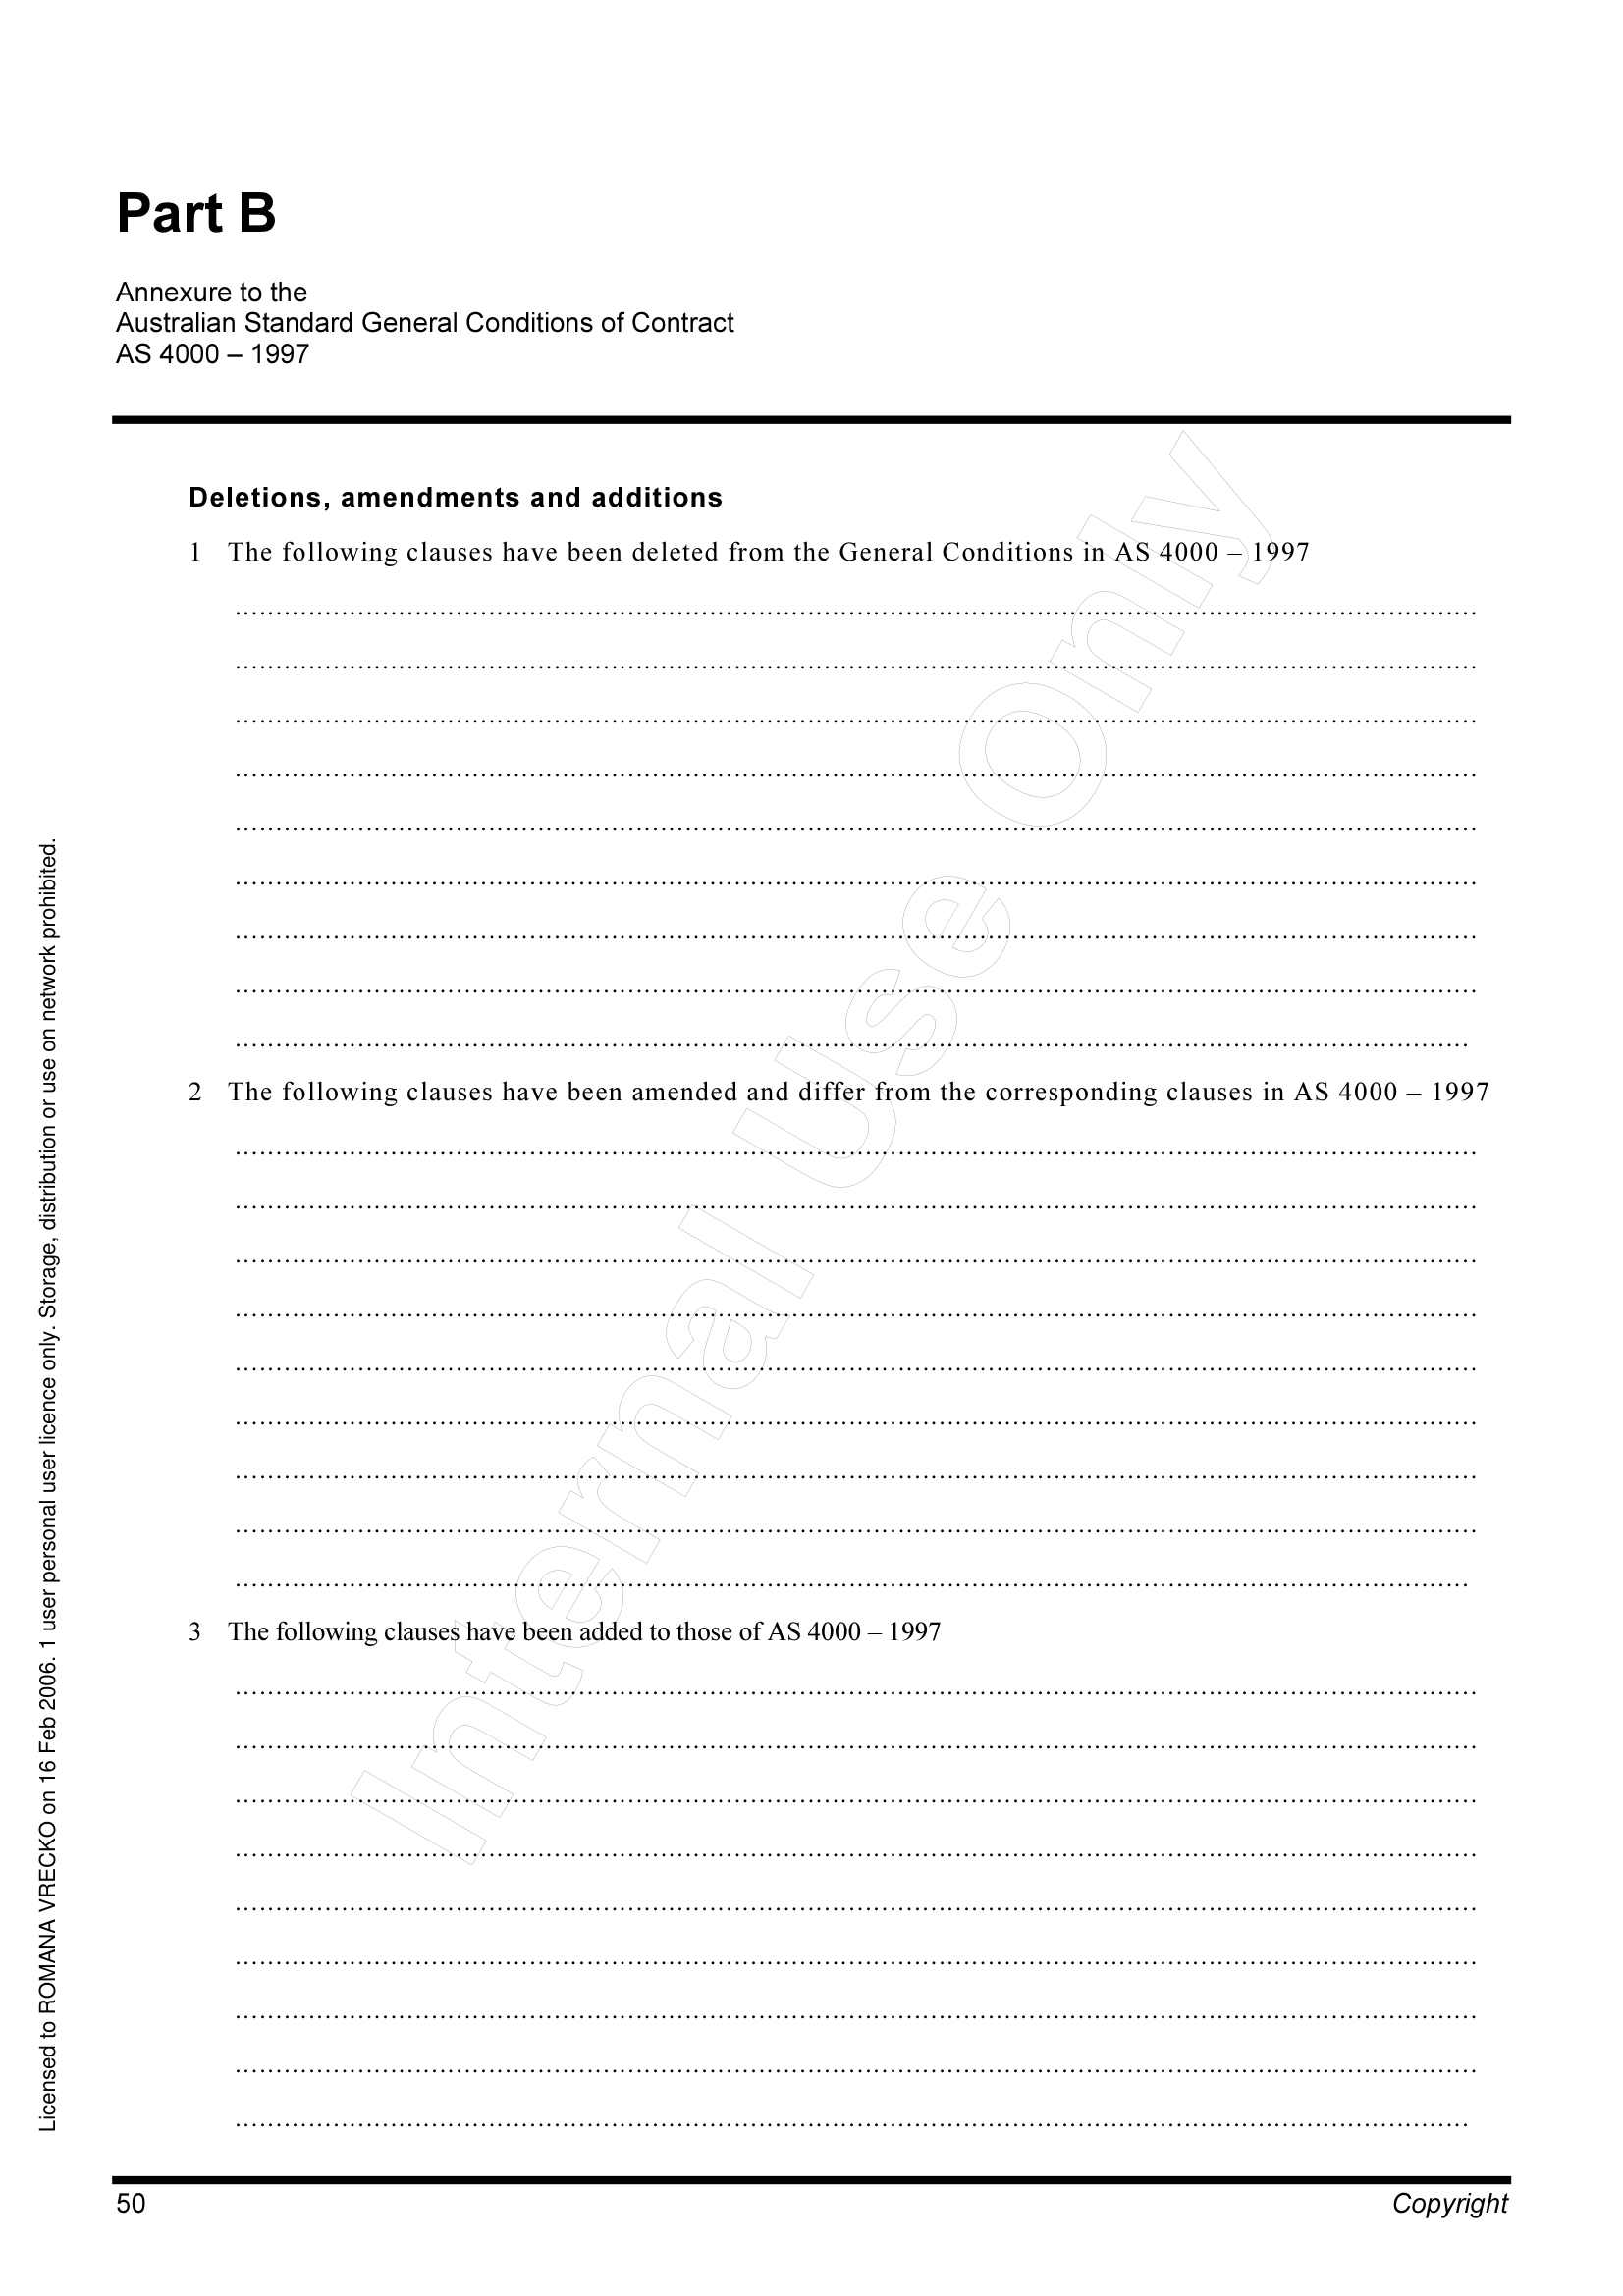 Part B
Annexure to the
Australian Standard General Conditions of Contract
AS 4000 – 1997
Deletions, amendments and additions
1 The following clauses have been deleted from the General Conditions in AS 4000 – 1997
2 The following clauses have been amended and differ from the corresponding clauses in AS 4000 – 1997
3 The following clauses have been added to those of AS 4000 – 1997
Internal Use Only
Licensed to ROMANA VRECKO on 16 Feb 2006. 1 user personal user licence only. Storage, distribution or use on network prohibited.
50 Copyright